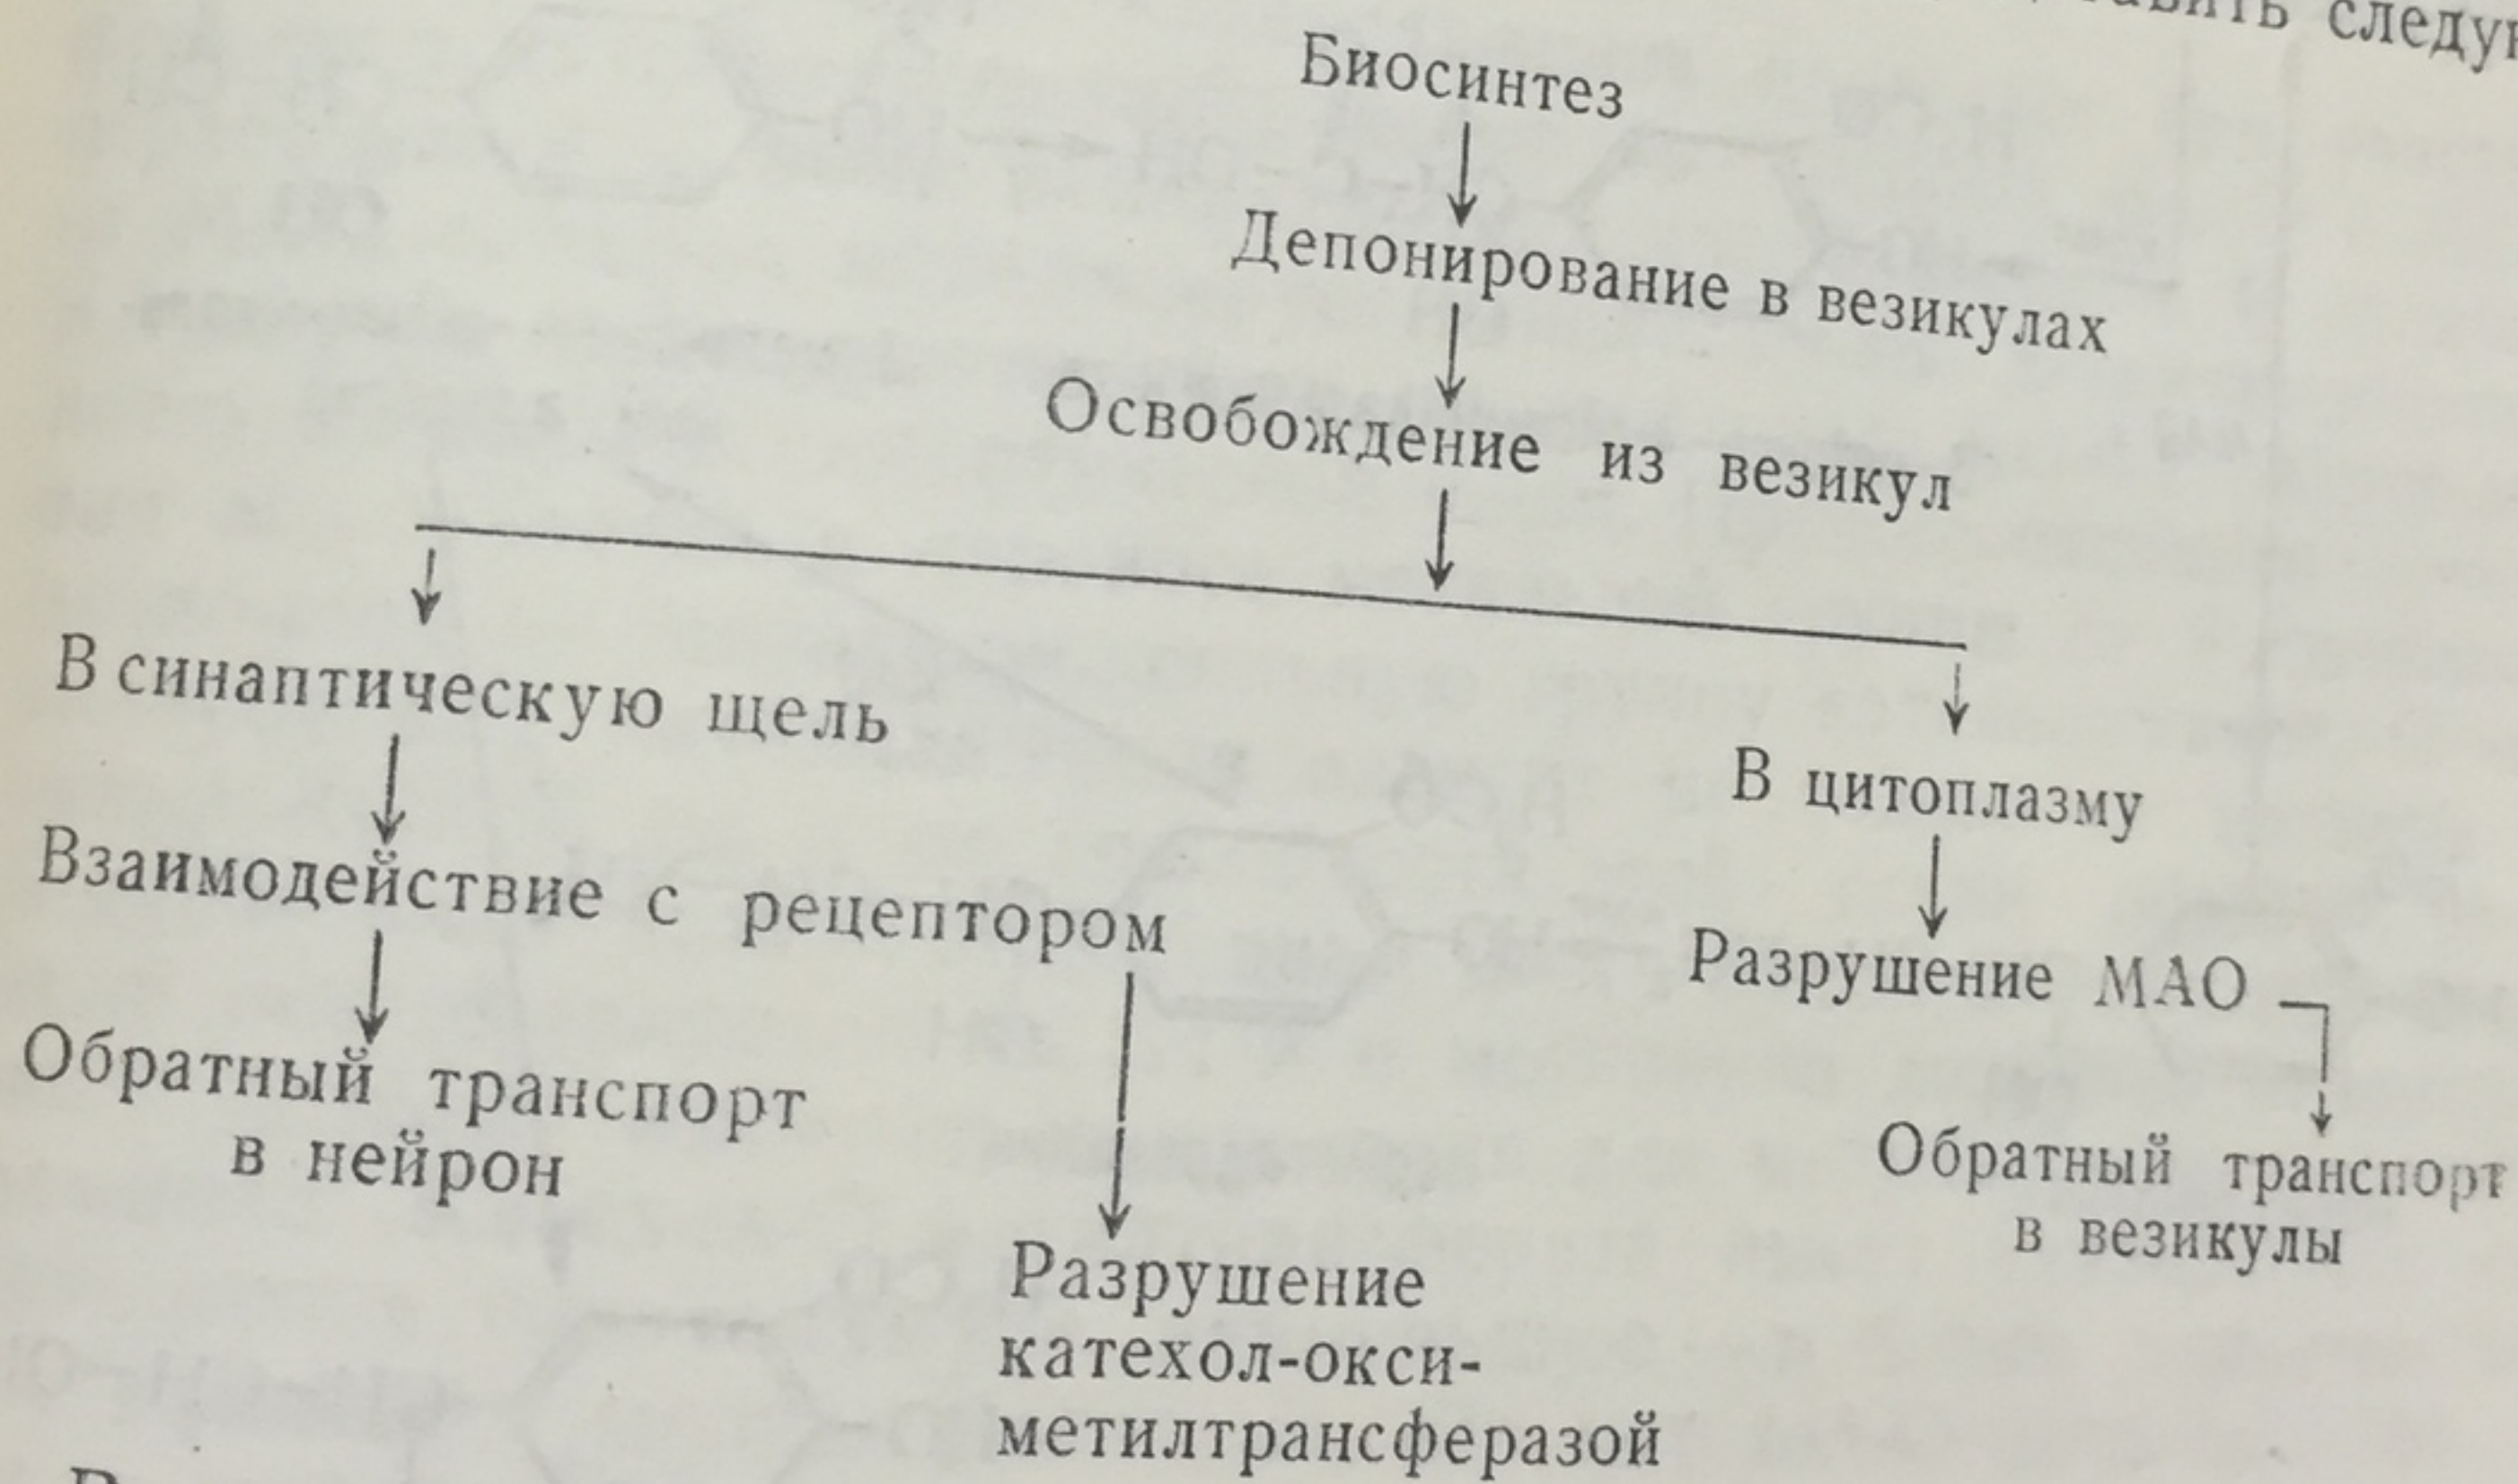 следу
Биосинтез
Депонирование в везикулах
Освобождение из везикул
В синаптическую щель
В цитоплазму
Взаимодействие с рецептором
Разрушение МАО
Обратный транспорт
в нейрон
Обратный транспорт
в везикулы
Разрушение
катехол-окси-
метилтрансферазой